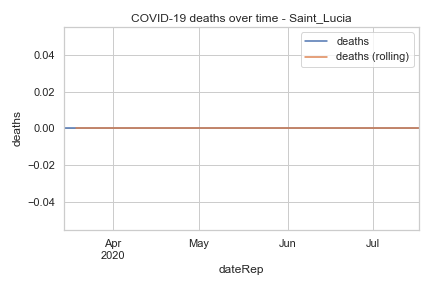 COVID-19 deaths over time - Saint_Lucia
deaths
deaths (rolling)
0.04
0.02
0.00
−0.02
−0.04
deaths
Apr
2020
May
Jun
Jul
dateRep